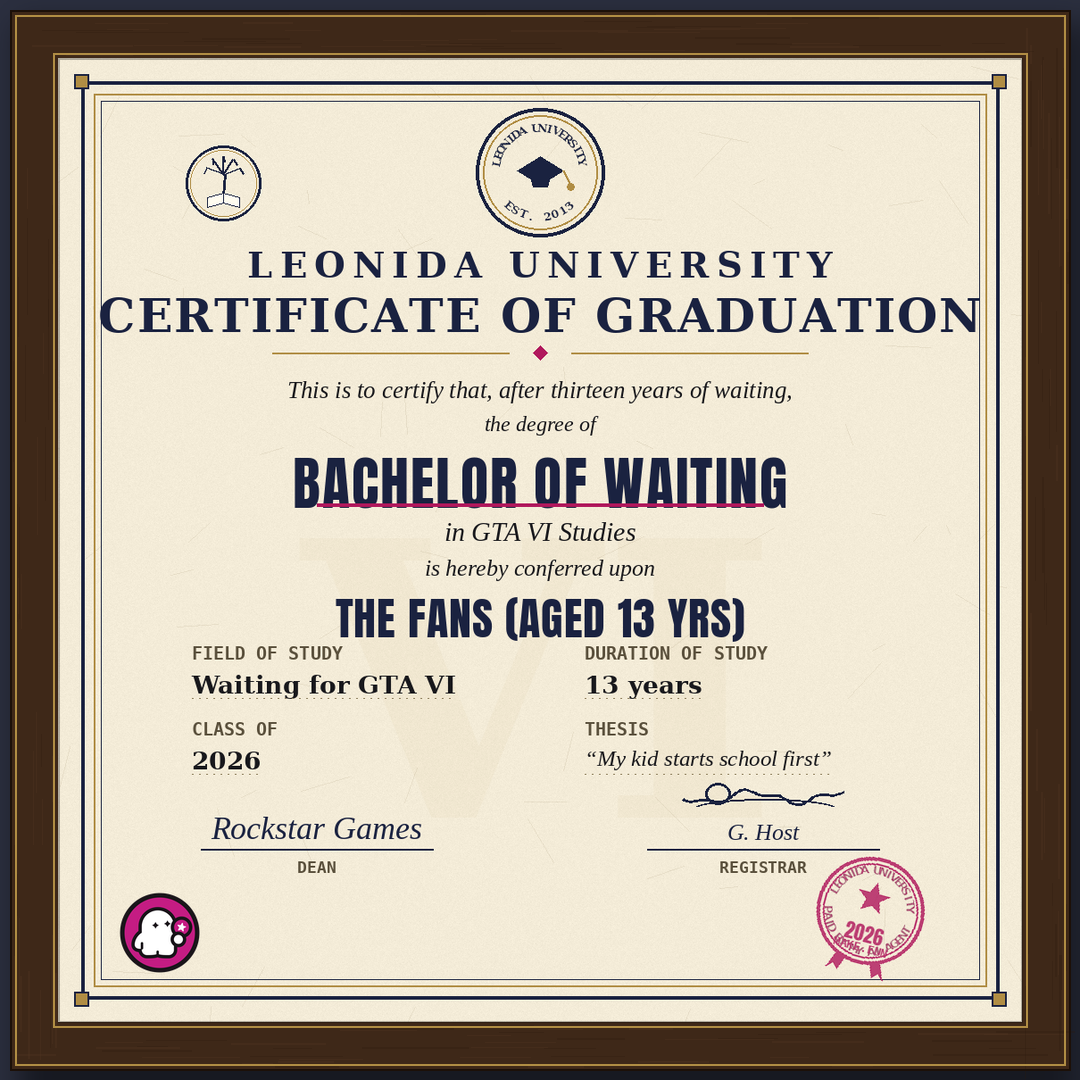 LEONIDA UNIVERSITY
EST. 2013
LEONIDA UNIVERSITY
CERTIFICATE OF GRADUATION
This is to certify that, after thirteen years of waiting,
the degree of
BACHELOR OF WAITING
in GTA VI Studies
is hereby conferred upon
THE FANS (AGED 13 YRS)
VI
FIELD OF STUDY
Waiting for GTA VI
DURATION OF STUDY
13 years
CLASS OF
2026
THESIS
“My kid starts school first”
Rockstar Games
DEAN
G. Host
REGISTRAR
LEONIDA UNIVERSITY
2026
PAID
AGENT